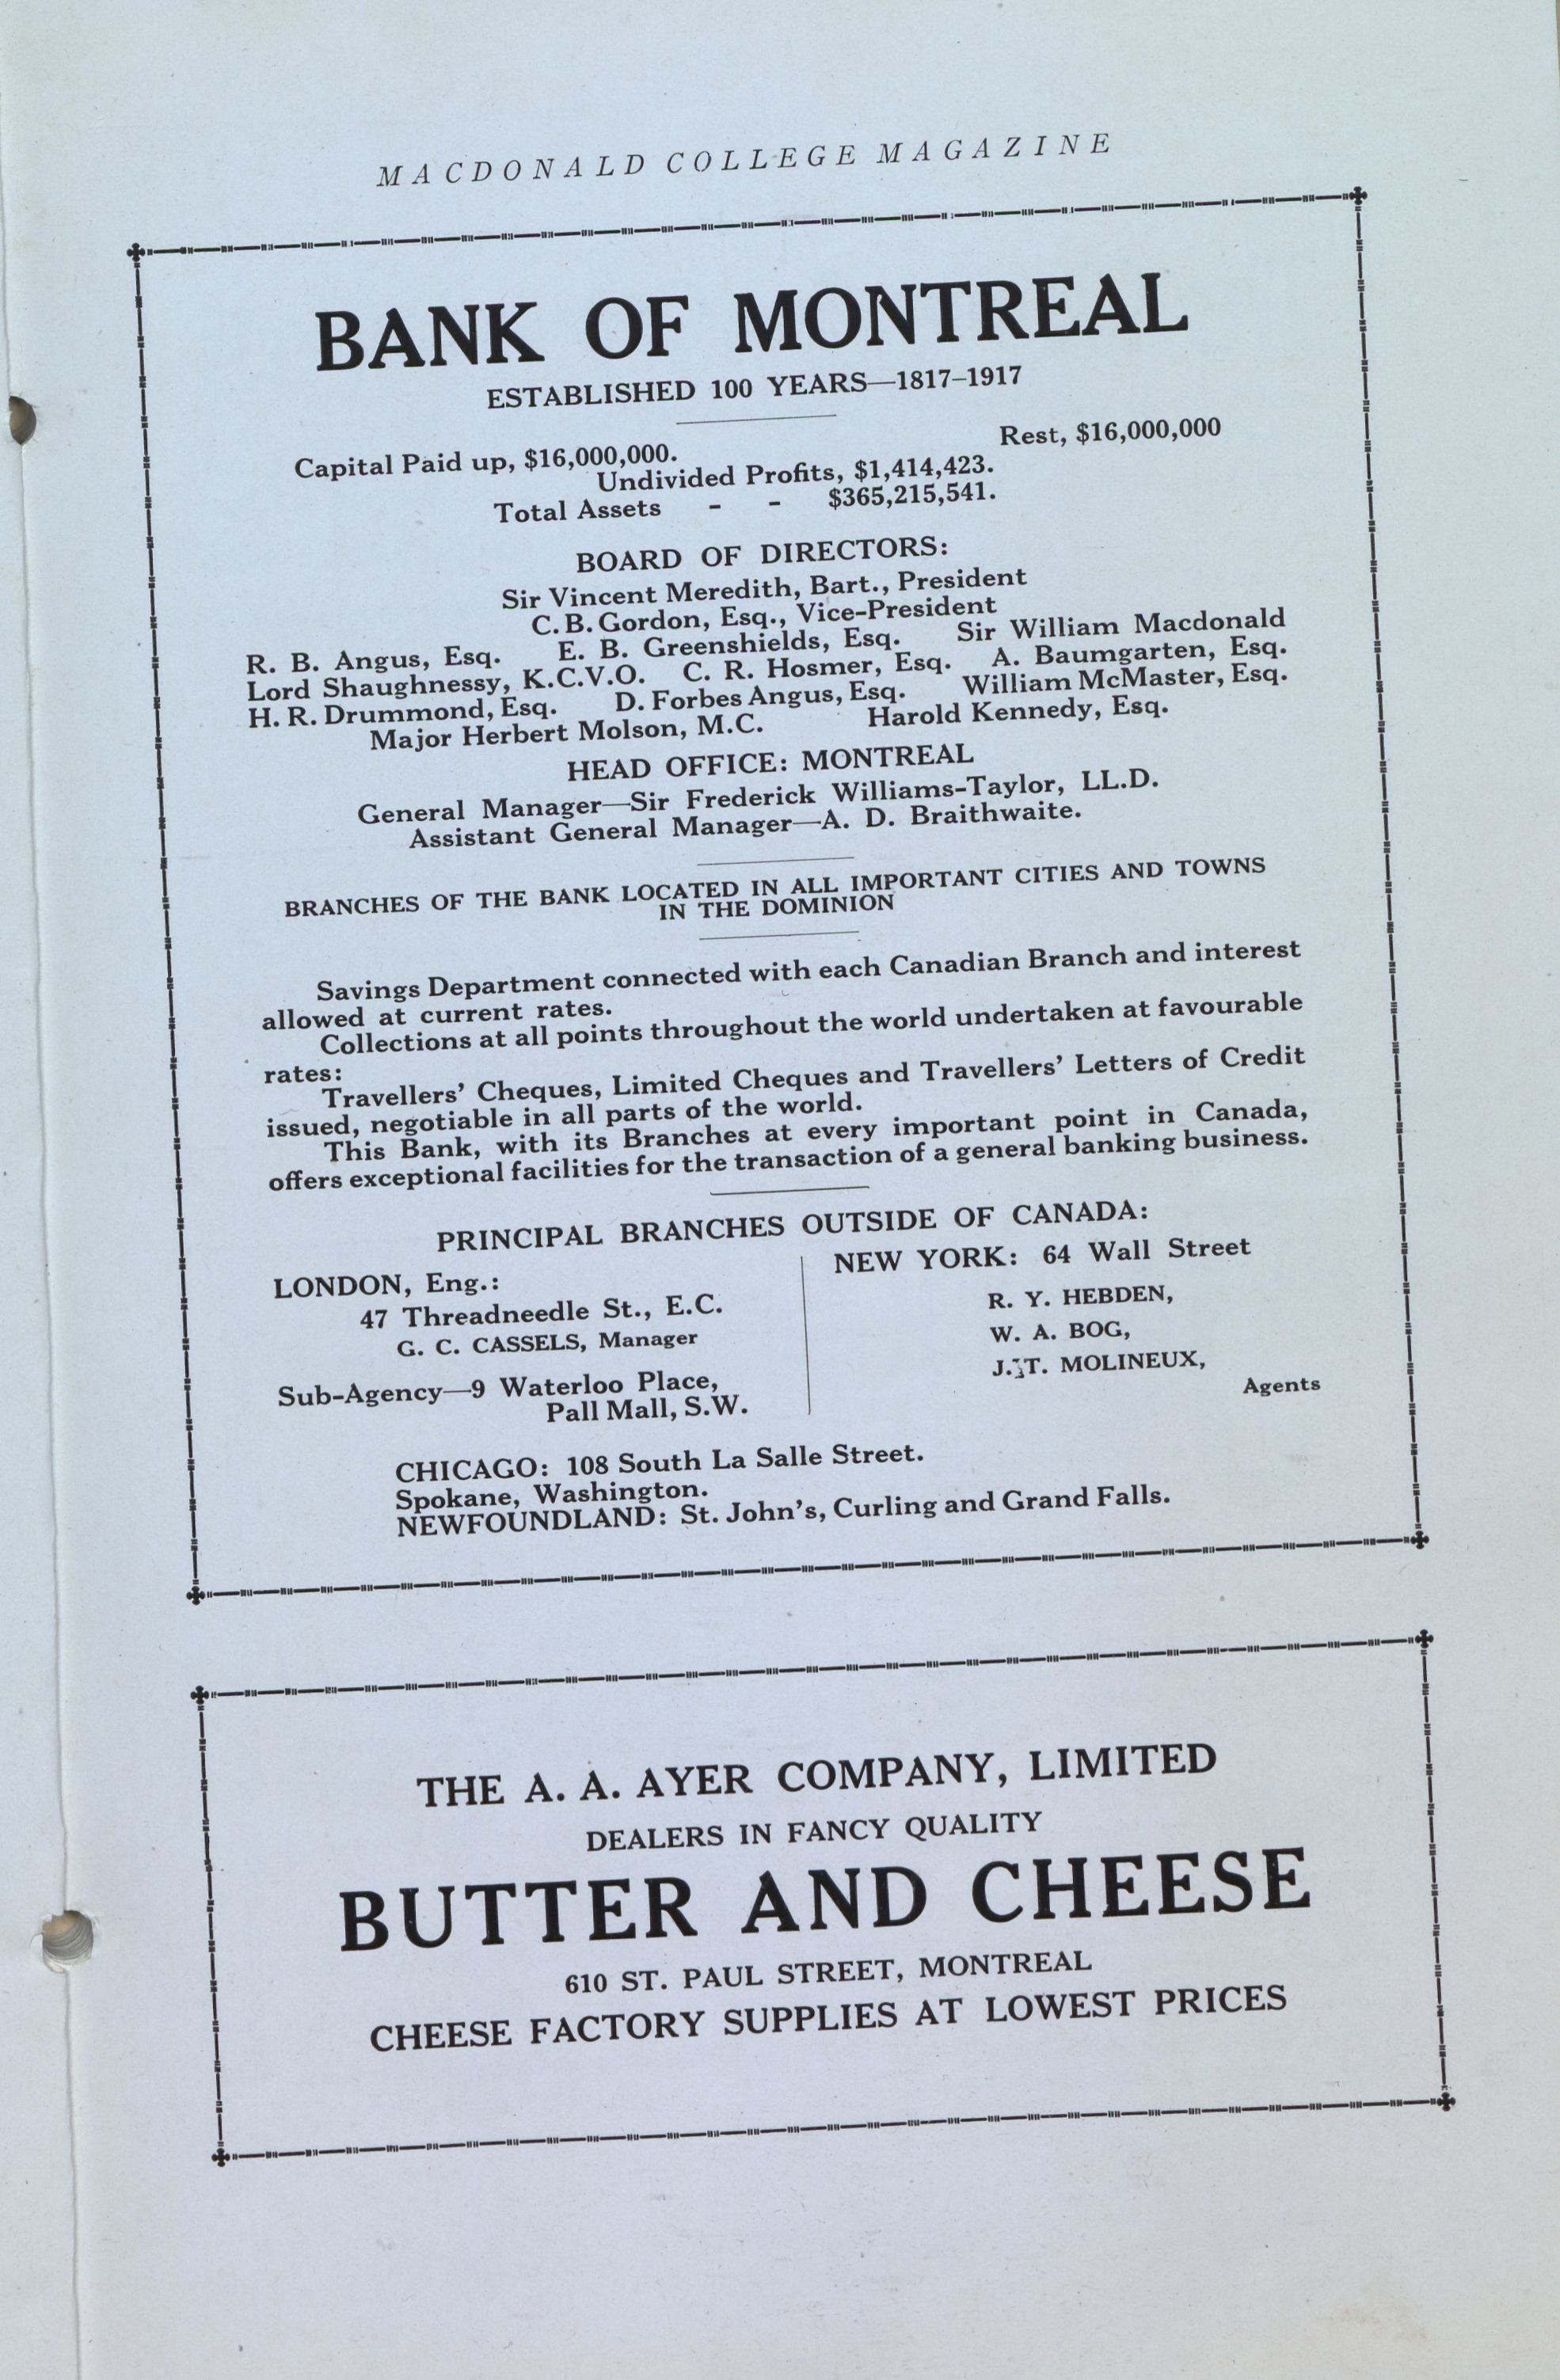 MACDONALD COLLEGE MAGAZINE
BANK OF MONTREAL
ESTABLISHED 100 YEARS—1817–1917
Capital Paid up, $16,000,000. Rest, $16,000,000
Undivided Profits, $1,414,423.
Total Assets - - $365,215,541.
BOARD OF DIRECTORS:
Sir Vincent Meredith, Bart., President
C. B. Gordon, Esq., Vice-President
R. B. Angus, Esq. E. B. Greenshields, Esq. Sir William Macdonald
Lord Shaughnessy, K.C.V.O. C. R. Hosmer, Esq. A. Baumgarten, Esq.
H. R. Drummond, Esq. D. Forbes Angus, Esq. William McMaster, Esq.
Major Herbert Molson, M.C. Harold Kennedy, Esq.
HEAD OFFICE: MONTREAL
General Manager—Sir Frederick Williams-Taylor, LL.D.
Assistant General Manager—A. D. Braithwaite.
BRANCHES OF THE BANK LOCATED IN ALL IMPORTANT CITIES AND TOWNS
IN THE DOMINION
Savings Department connected with each Canadian Branch and interest
allowed at current rates.
Collections at all points throughout the world undertaken at favourable
rates:
Travellers' Cheques, Limited Cheques and Travellers' Letters of Credit
issued, negotiable in all parts of the world.
This Bank, with its Branches at every important point in Canada,
offers exceptional facilities for the transaction of a general banking business.
PRINCIPAL BRANCHES OUTSIDE OF CANADA:
LONDON, Eng.:
47 Threadneedle St., E.C.
G. C. CASSELS, Manager
Sub-Agency—9 Waterloo Place,
Pall Mall, S.W.
NEW YORK: 64 Wall Street
R. Y. HEBDEN,
W. A. BOG,
J. T. MOLINEUX,
Agents
CHICAGO: 108 South La Salle Street.
Spokane, Washington.
NEWFOUNDLAND: St. John's, Curling and Grand Falls.
THE A. A. AYER COMPANY, LIMITED
DEALERS IN FANCY QUALITY
BUTTER AND CHEESE
610 ST. PAUL STREET, MONTREAL
CHEESE FACTORY SUPPLIES AT LOWEST PRICES